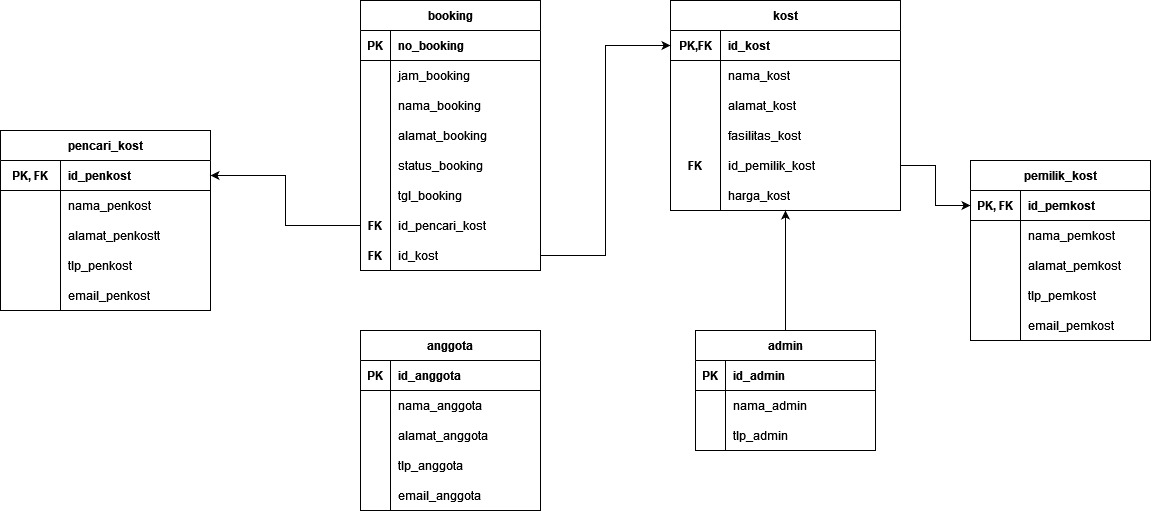 booking
PK no_booking
jam_booking
nama_booking
alamat_booking
status_booking
tgl_booking
FK id_pencari_kost
FK id_kost
kost
PK,FK id_kost
nama_kost
alamat_kost
fasilitas_kost
FK id_pemilik_kost
harga_kost
pencari_kost
PK, FK id_penkost
nama_penkost
alamat_penkostt
tlp_penkost
email_penkost
pemilik_kost
PK, FK id_pemkost
nama_pemkost
alamat_pemkost
tlp_pemkost
email_pemkost
anggota
PK id_anggota
nama_anggota
alamat_anggota
tlp_anggota
email_anggota
admin
PK id_admin
nama_admin
tlp_admin